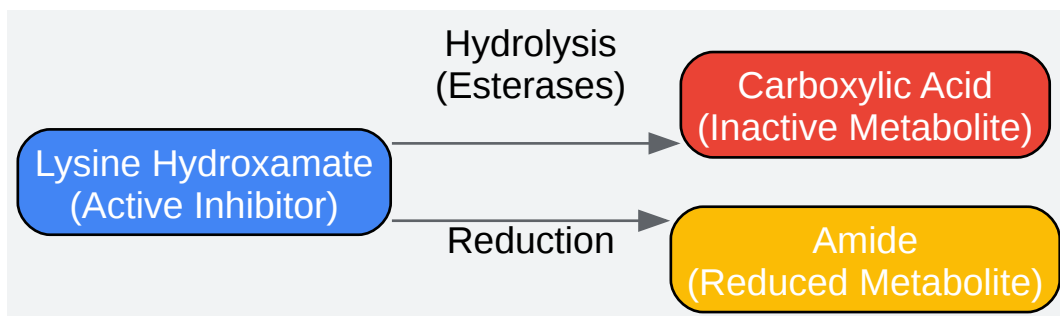 Hydrolysis
(Esterases)
Carboxylic Acid
(Inactive Metabolite)
Lysine Hydroxamate
(Active Inhibitor)
Reduction
Amide
(Reduced Metabolite)